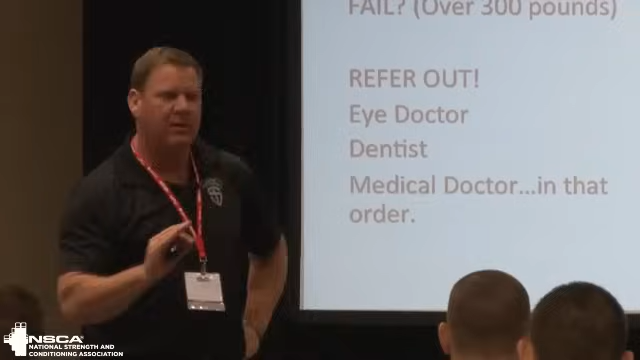 FAIL? (Over 300 pounds)
REFER OUT!
Eye Doctor
Dentist
Medical Doctor...in that
order.
NSCA
NATIONAL STRENGTH AND
CONDITIONING ASSOCIATION